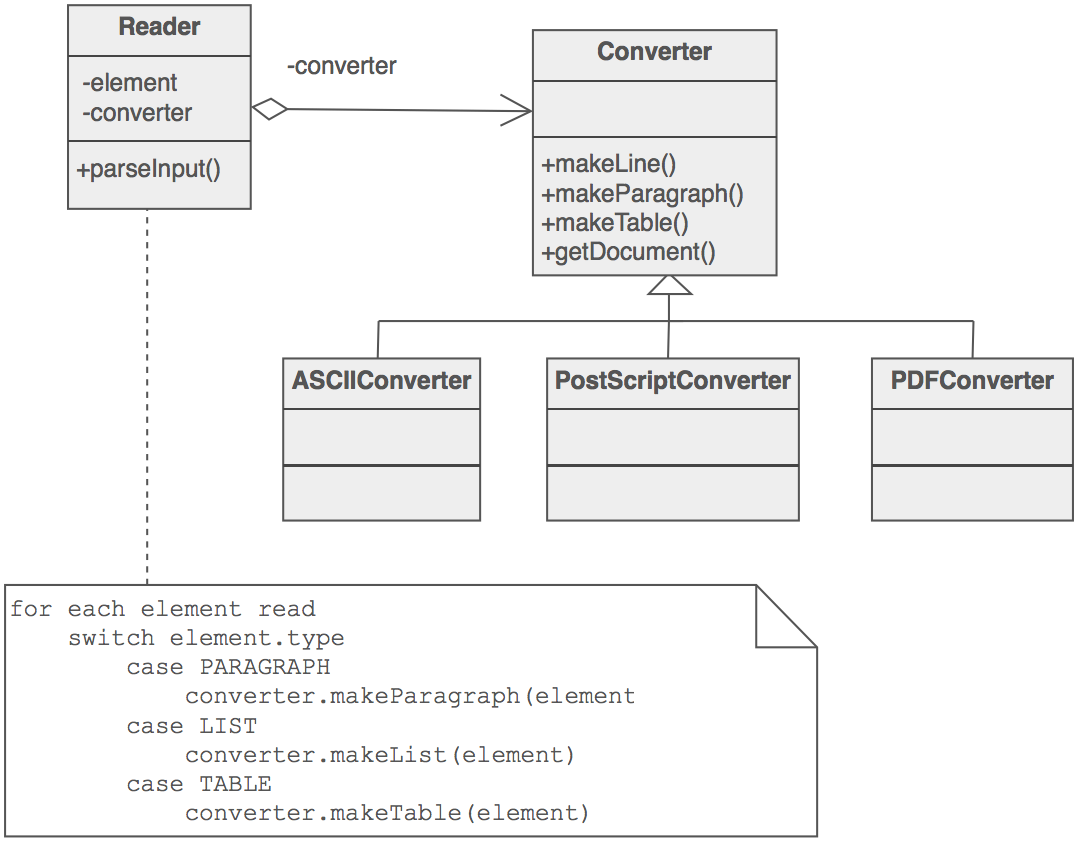 Reader
-element
-converter
+parseInput()
-converter
Converter
+makeLine()
+makeParagraph()
+makeTable()
+getDocument()
ASCIIConverter
PostScriptConverter
PDFConverter
for each element read
    switch element.type
        case PARAGRAPH
            converter.makeParagraph(element
        case LIST
            converter.makeList(element)
        case TABLE
            converter.makeTable(element)